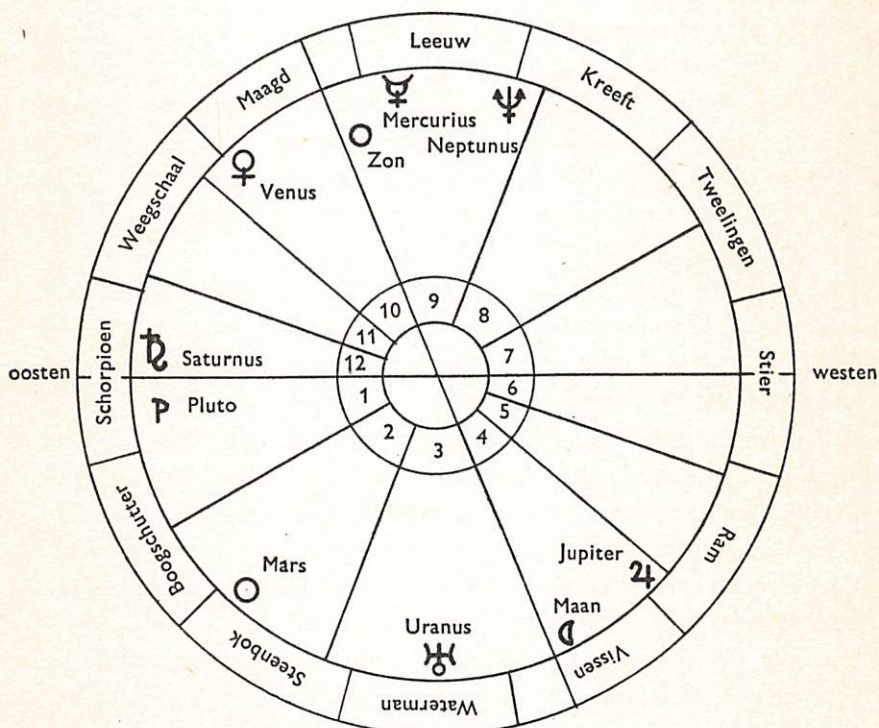 Leeuw
Kreeft
Tweelingen
Stier
Ram
Vissen
Waterman
Steenbok
Boogschutter
Schorpioen
Weegschaal
Maagd
oosten
westen
Mercurius
Neptunus
Zon
Venus
Saturnus
Pluto
Mars
Uranus
Maan
Jupiter
10 9 8
11 7
12 6
1 5
2 3 4